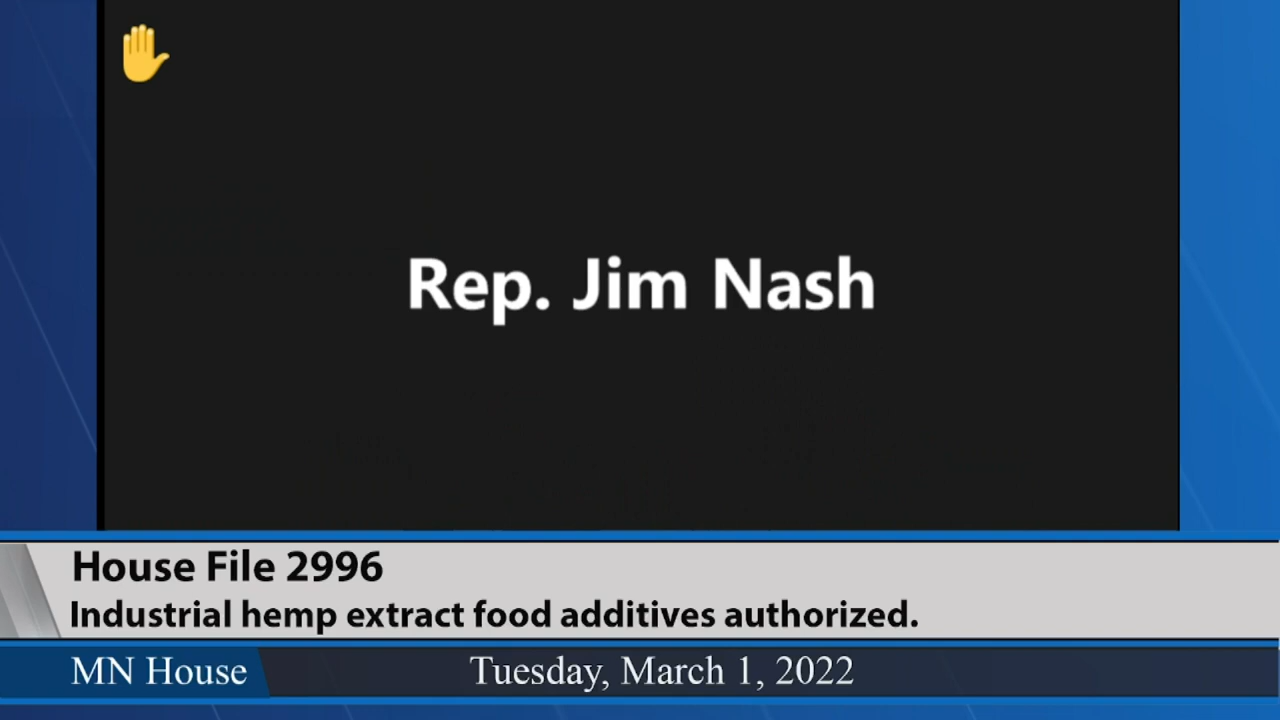 Rep. Jim Nash
House File 2996
Industrial hemp extract food additives authorized.
MN House
Tuesday, March 1, 2022